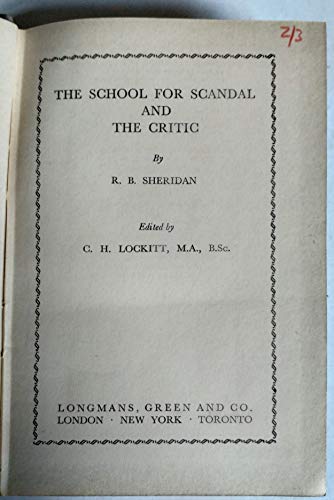 2/3
THE SCHOOL FOR SCANDAL
AND
THE CRITIC
By
R. B. SHERIDAN
Edited by
C. H. LOCKITT, M.A., B.Sc.
LONGMANS, GREEN AND CO.
LONDON · NEW YORK · TORONTO